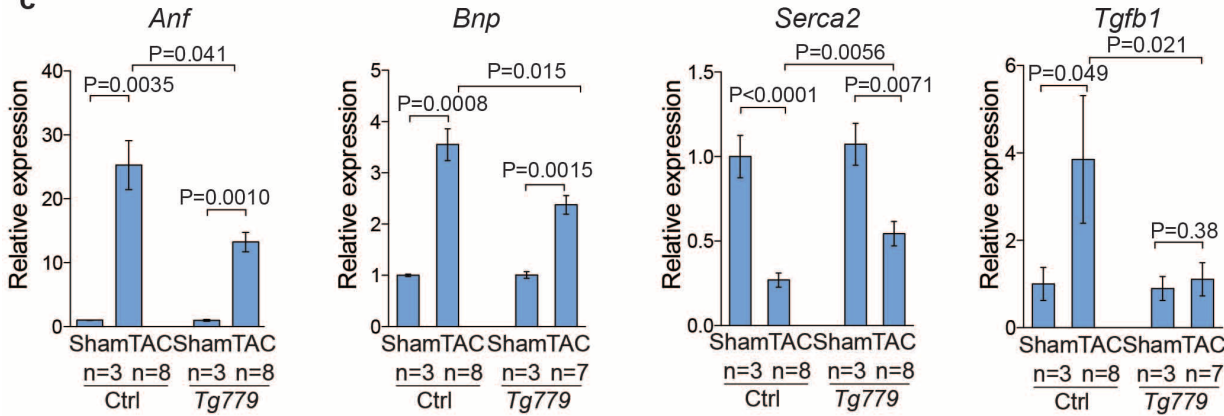 c
Anf
P=0.041
P=0.0035
P=0.0010
Relative expression
40
30
20
10
0
ShamTACShamTAC
n=3 n=8 n=3 n=8
Ctrl Tg779
Bnp
P=0.015
P=0.0008
P=0.0015
Relative expression
5
4
3
2
1
0
ShamTACShamTAC
n=3 n=8 n=3 n=7
Ctrl Tg779
Serca2
P=0.0056
P<0.0001
P=0.0071
Relative expression
1.5
1.0
0.5
0.0
ShamTACShamTAC
n=3 n=8 n=3 n=8
Ctrl Tg779
Tgfb1
P=0.021
P=0.049
P=0.38
Relative expression
6
4
2
0
ShamTAC ShamTAC
n=3 n=8 n=3 n=7
Ctrl Tg779